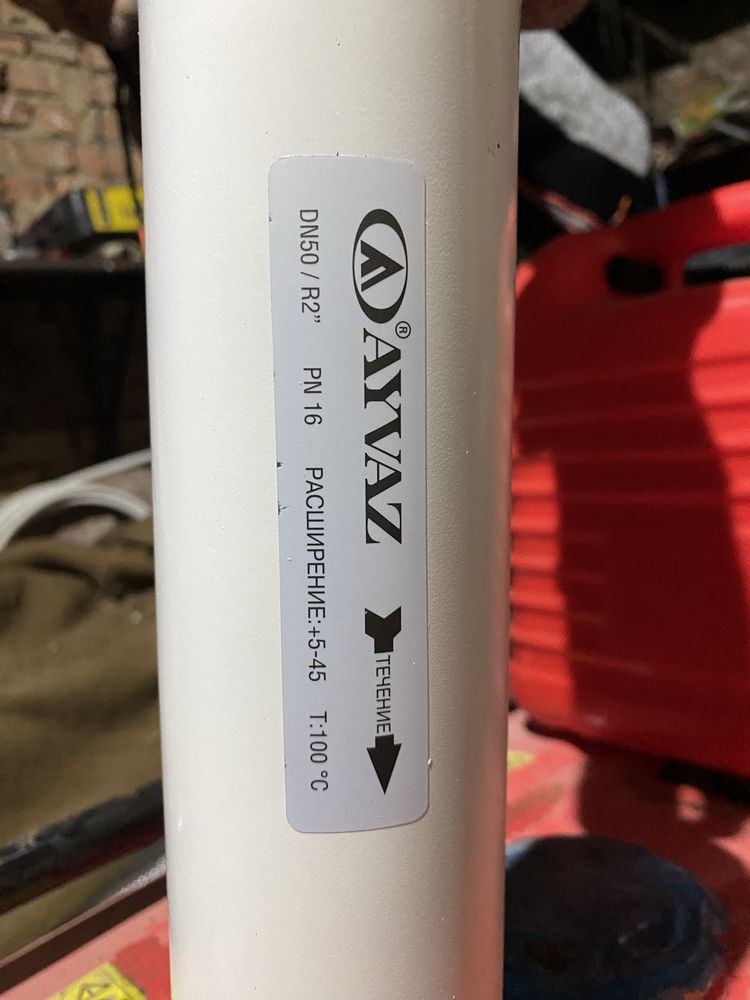 AYVAZ® ТЕЧЕНИЕ
DN50 / R2” PN 16 РАСШИРЕНИЕ:+5-45 T:100 °C